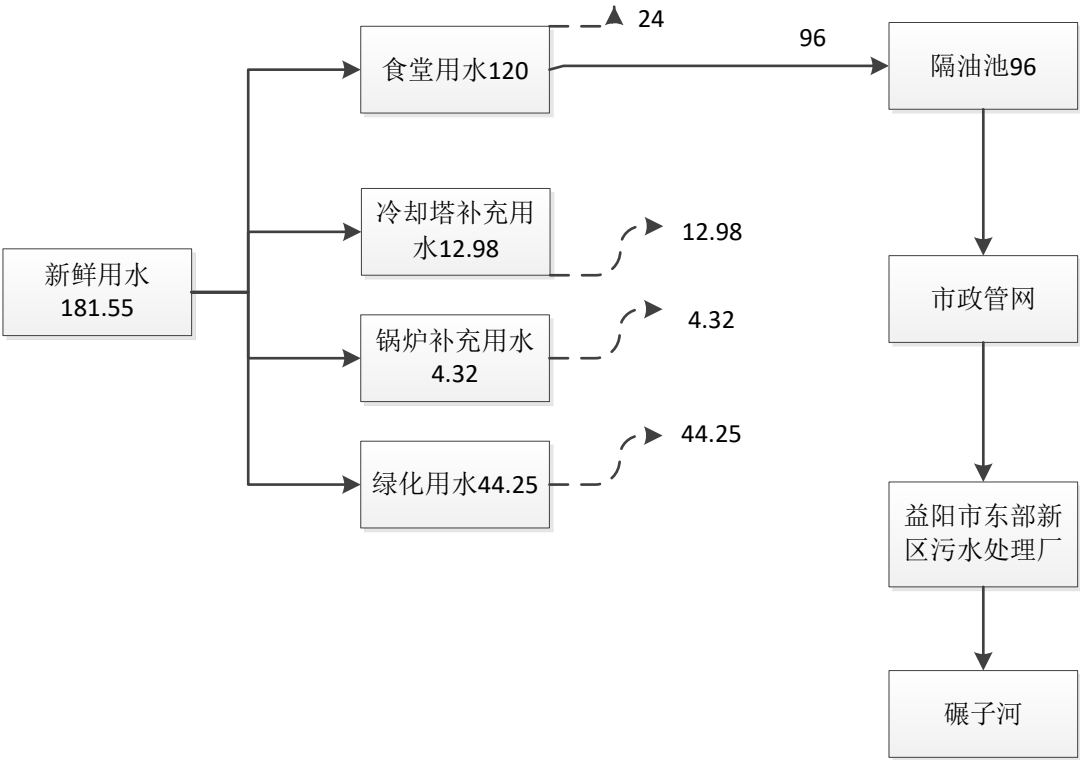 24
食堂用水120
96
隔油池96
冷却塔补充用
水12.98
12.98
新鲜用水
181.55
市政管网
锅炉补充用水
4.32
4.32
绿化用水44.25
44.25
益阳市东部新
区污水处理厂
碾子河